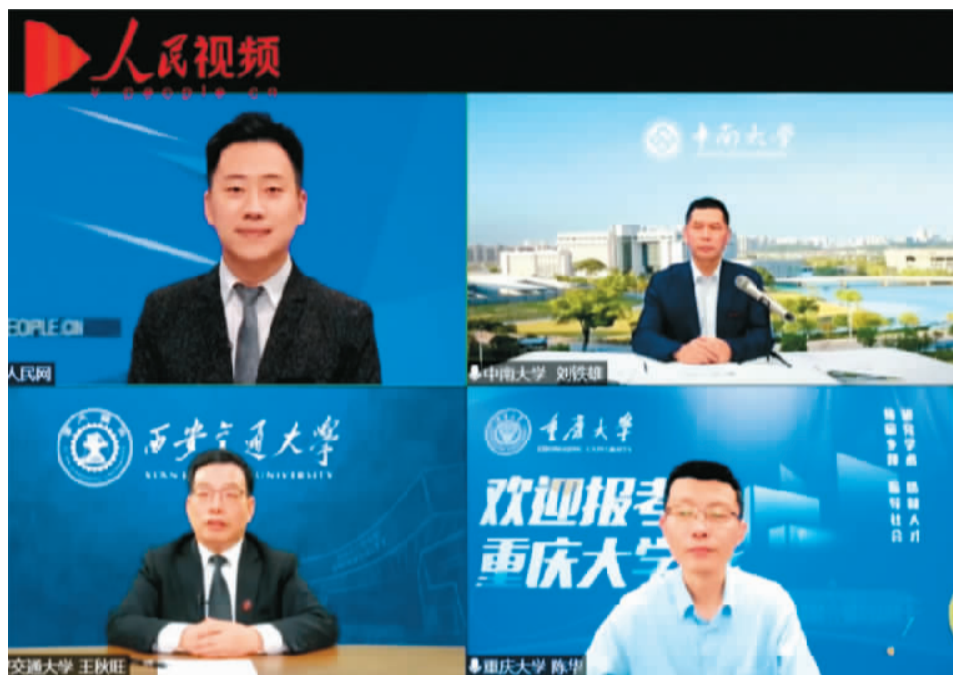 人民视频
v.people.cn
中南大学
EOPLE.CN
人民网
中南大学 刘铁雄
西安交通大学
UNIVERSITY
交通大学 王秋旺
重庆大学
CHONGQING UNIVERSITY
欢迎报考
重庆大学
研究学术 造就人才
佑启乡邦 振导社会
重庆大学 陈华